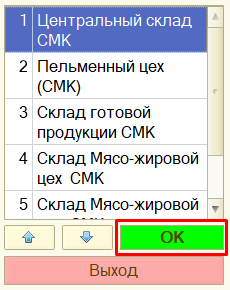 1 Центральный склад
СМК
2 Пельменный цех
(СМК)
3 Склад готовой
продукции СМК
4 Склад Мясо-жировой
цех СМК
5 Склад Мясо-жировой
OK
Выход